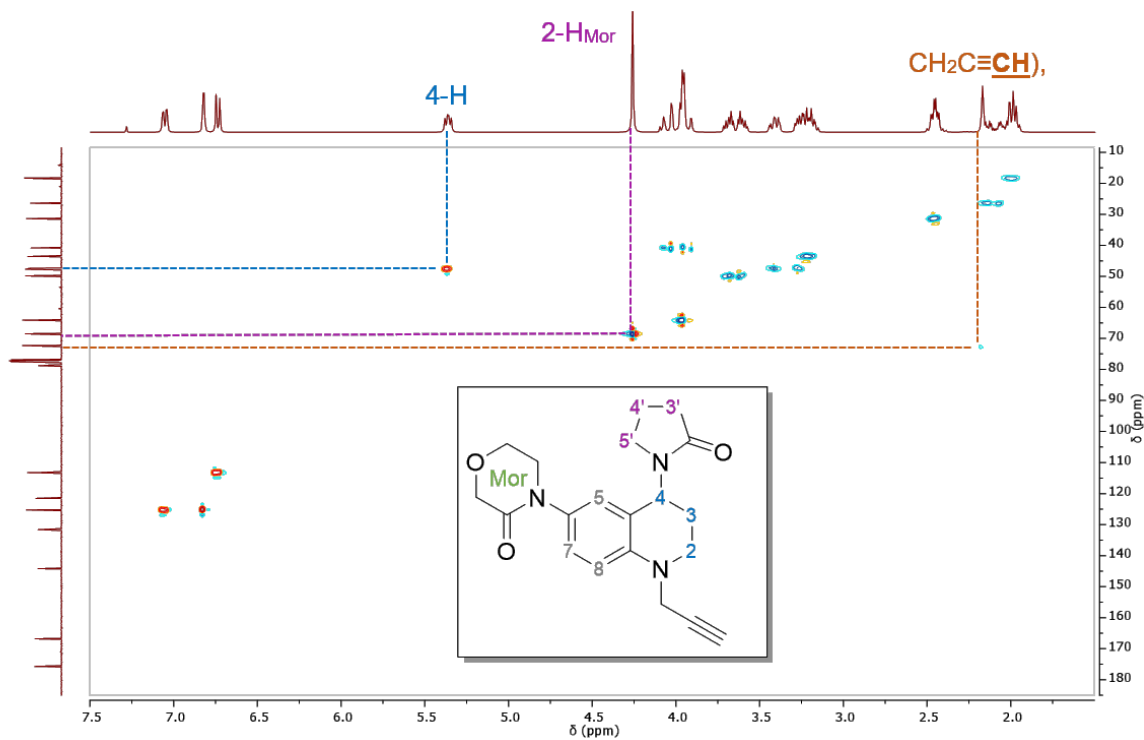 2-HMor
CH2C≡CH),
4-H
10
20
30
40
50
60
70
80
90
100
110
120
130
140
150
160
170
180
δ (ppm)
4' 3'
5'
O
N
O
Mor
N
5
4
3
7
2
O
8
N
7.5 7.0 6.5 6.0 5.5 5.0 4.5 4.0 3.5 3.0 2.5 2.0
δ (ppm)